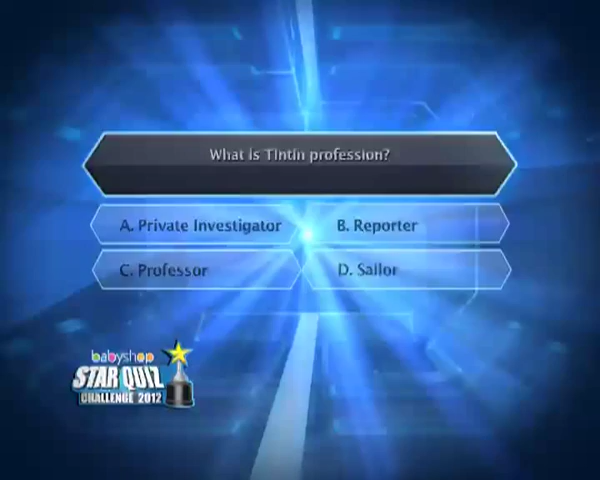 What is Tintin profession?
A. Private Investigator
B. Reporter
C. Professor
D. Sailor
babyshop
STAR QUIZ
CHALLENGE 2012